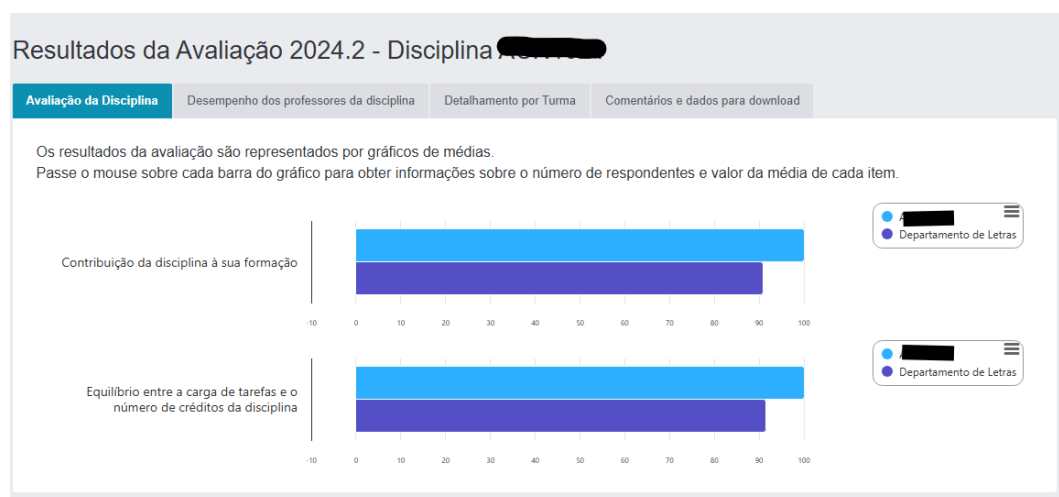 Resultados da Avaliação 2024.2 - Disciplina
Avaliação da Disciplina
Desempenho dos professores da disciplina
Detalhamento por Turma
Comentários e dados para download
Os resultados da avaliação são representados por gráficos de médias.
Passe o mouse sobre cada barra do gráfico para obter informações sobre o número de respondentes e valor da média de cada item.
Contribuição da disciplina à sua formação
-10 0 10 20 30 40 50 60 70 80 90 100
Departamento de Letras
Equilíbrio entre a carga de tarefas e o
número de créditos da disciplina
-10 0 10 20 30 40 50 60 70 80 90 100
Departamento de Letras